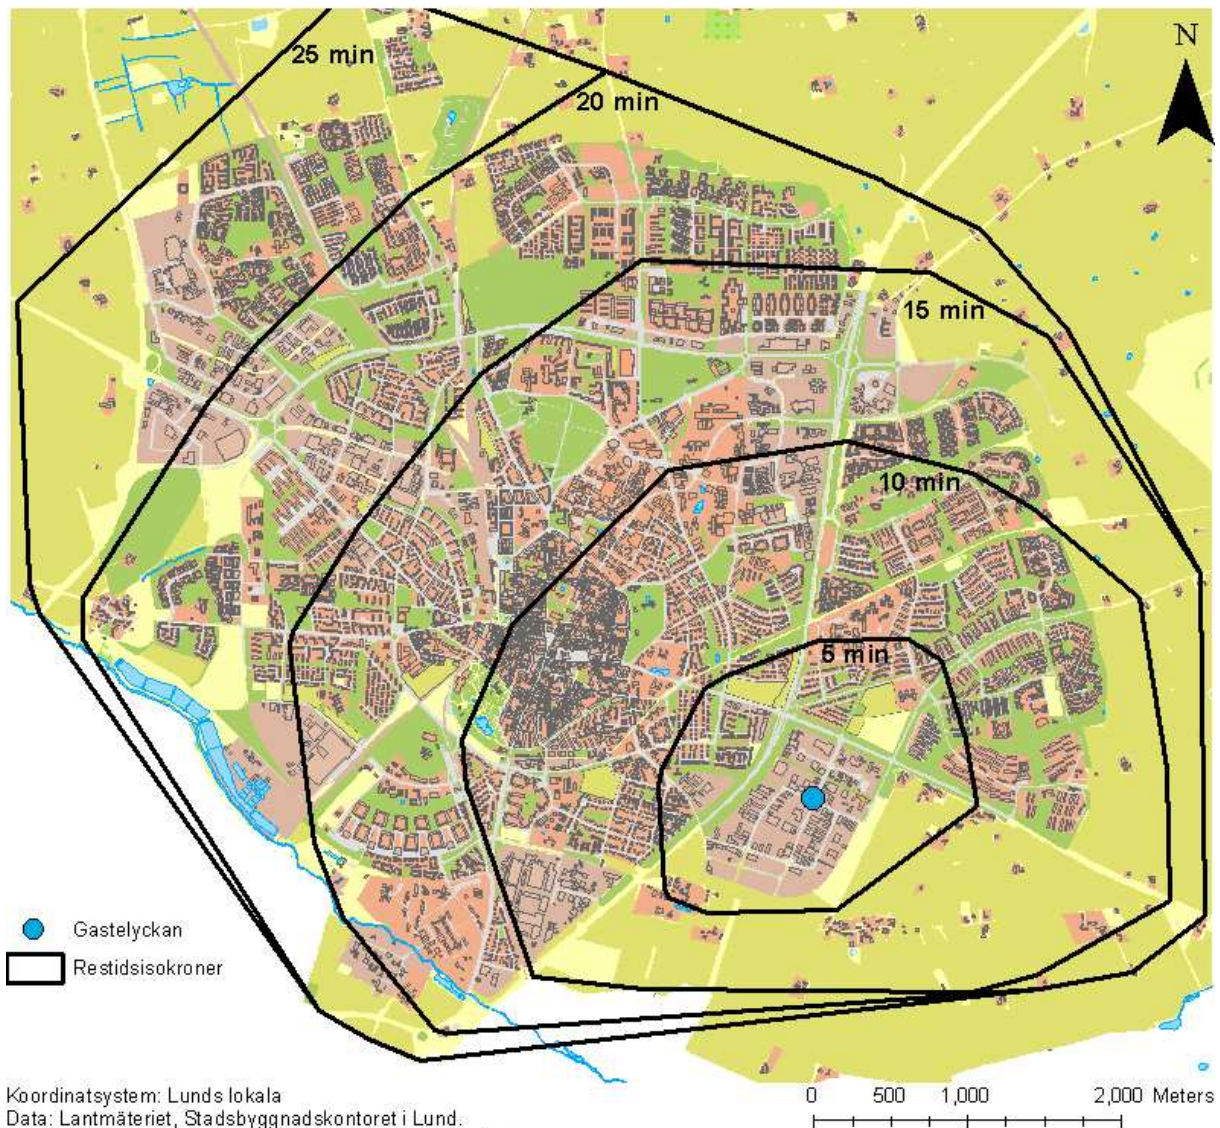 N
25 min
20 min
15 min
10 min
5 min
Gastelyckan
Restidsisokroner
Koordinatsystem: Lunds lokala
Data: Lantmäteriet, Stadsbyggnadskontoret i Lund.
0 500 1,000 2,000 Meters